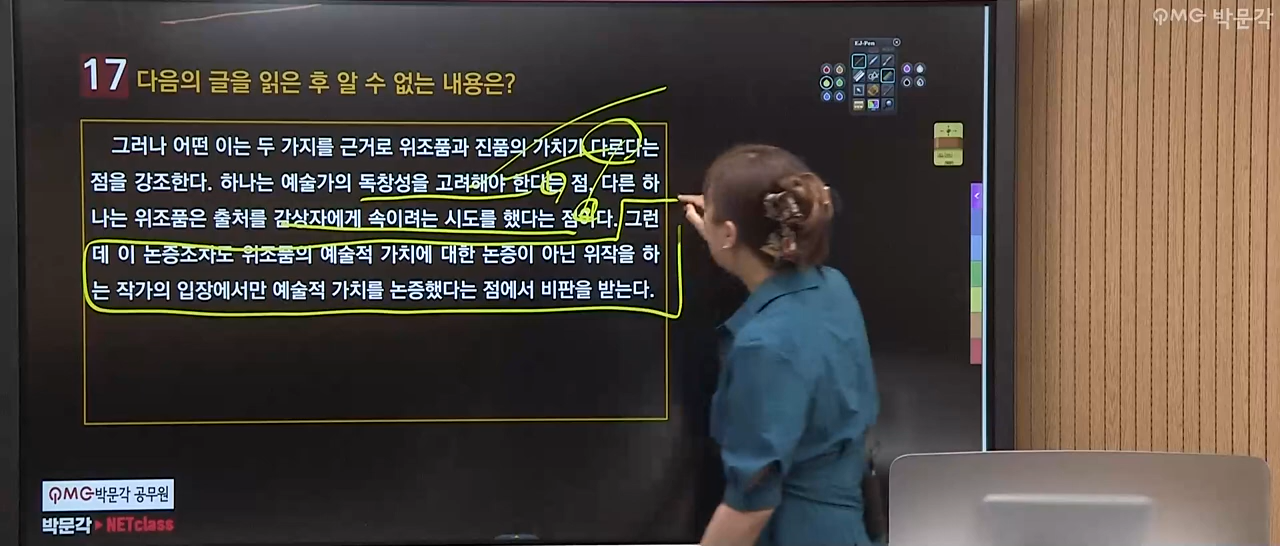 QMG 박문각
EJ-Pen
17 다음의 글을 읽은 후 알 수 없는 내용은?
그러나 어떤 이는 두 가지를 근거로 위조품과 진품의 가치가 다르다는
점을 강조한다. 하나는 예술가의 독창성을 고려해야 한다는 점, 다른 하
나는 위조품은 출처를 감상자에게 속이려는 시도를 했다는 점이다. 그런
데 이 논증조차도 위조품의 예술적 가치에 대한 논증이 아닌 위작을 하
는 작가의 입장에서만 예술적 가치를 논증했다는 점에서 비판을 받는다.
QMG 박문각 공무원
박문각 NETclass